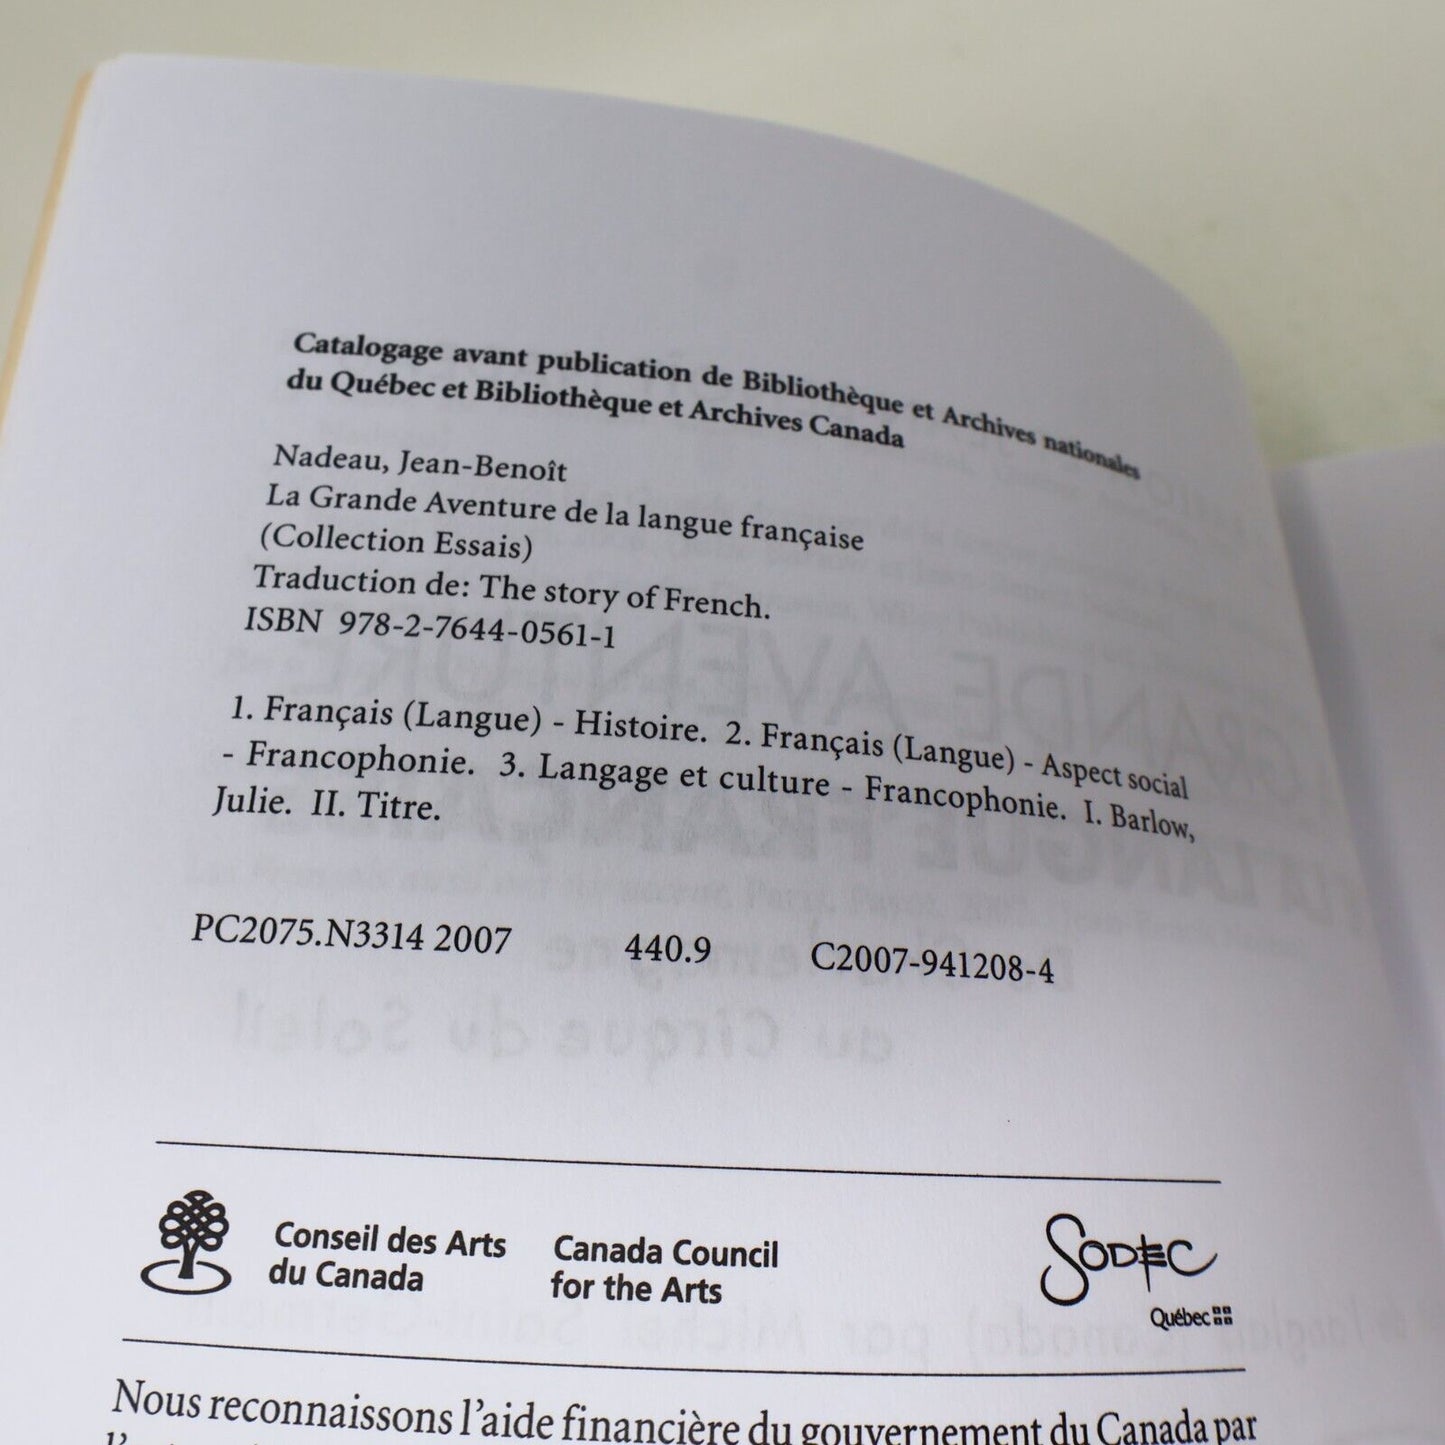 Catalogage avant publication de Bibliothèque et Archives nationales
du Québec et Bibliothèque et Archives Canada
Nadeau, Jean-Benoît
La Grande Aventure de la langue française
(Collection Essais)
Traduction de: The story of French.
ISBN 978-2-7644-0561-1
1. Français (Langue) - Histoire. 2. Français (Langue) - Aspect social
- Francophonie. 3. Langage et culture - Francophonie. I. Barlow,
Julie. II. Titre.
PC2075.N3314 2007 440.9 C2007-941208-4
Conseil des Arts Canada Council
du Canada for the Arts
SODEC
Québec
Nous reconnaissons l'aide financière du gouvernement du Canada par